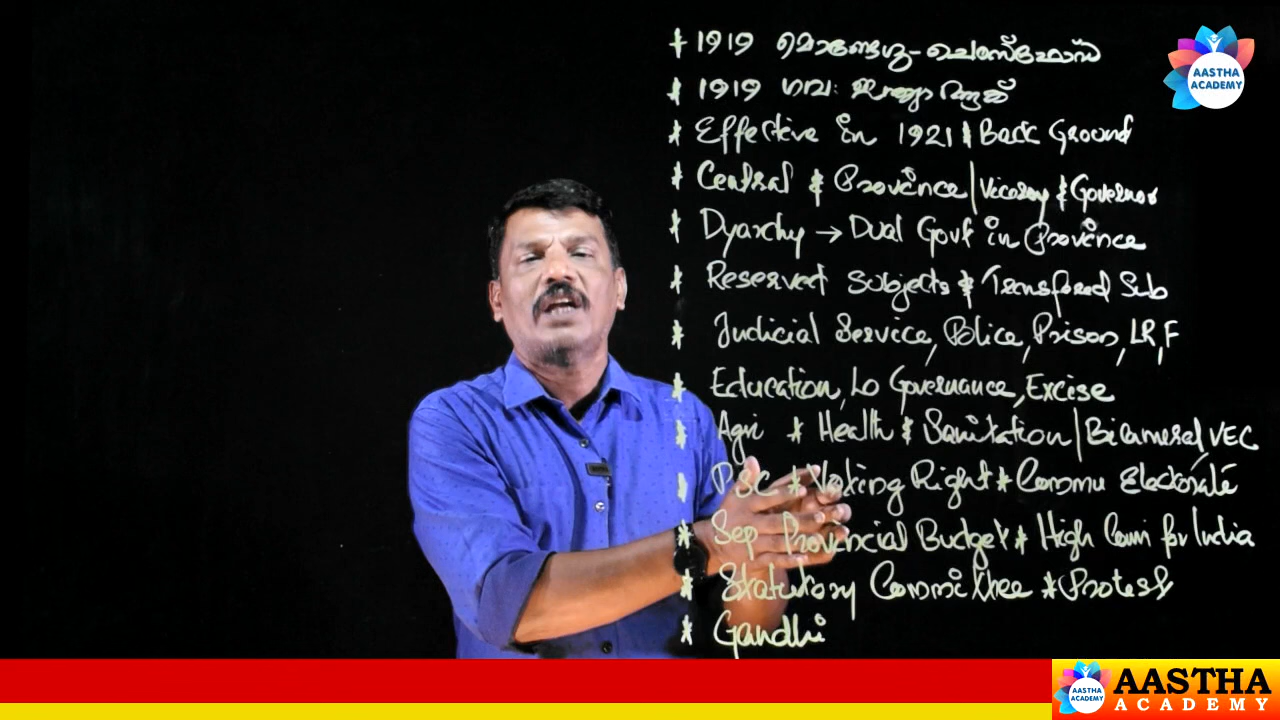 * 1919 മൊണ്ടേഗു-ചെംസ്ഫോഡ്
* 1919 ഗവ: ഇന്ത്യാ ആക്ട്
* Effective in 1921 * Back Ground
* Central & Province | Viceroy & Governor
* Dyarchy → Dual Govt in Province
* Reserved Subjects & Transfered Sub
* Judicial Service, Police, Prison, LR, F
* Education, Lo Governance, Excise
* Agri * Health & Sanitation | Bicameral, VEC
* PSC * Voting Right * Commu Electorate
* Sep Provincial Budget * High Com for India
* Statutory Committee * Protest
* Gandhi
AASTHA
ACADEMY
AASTHA
ACADEMY
AASTHA
ACADEMY